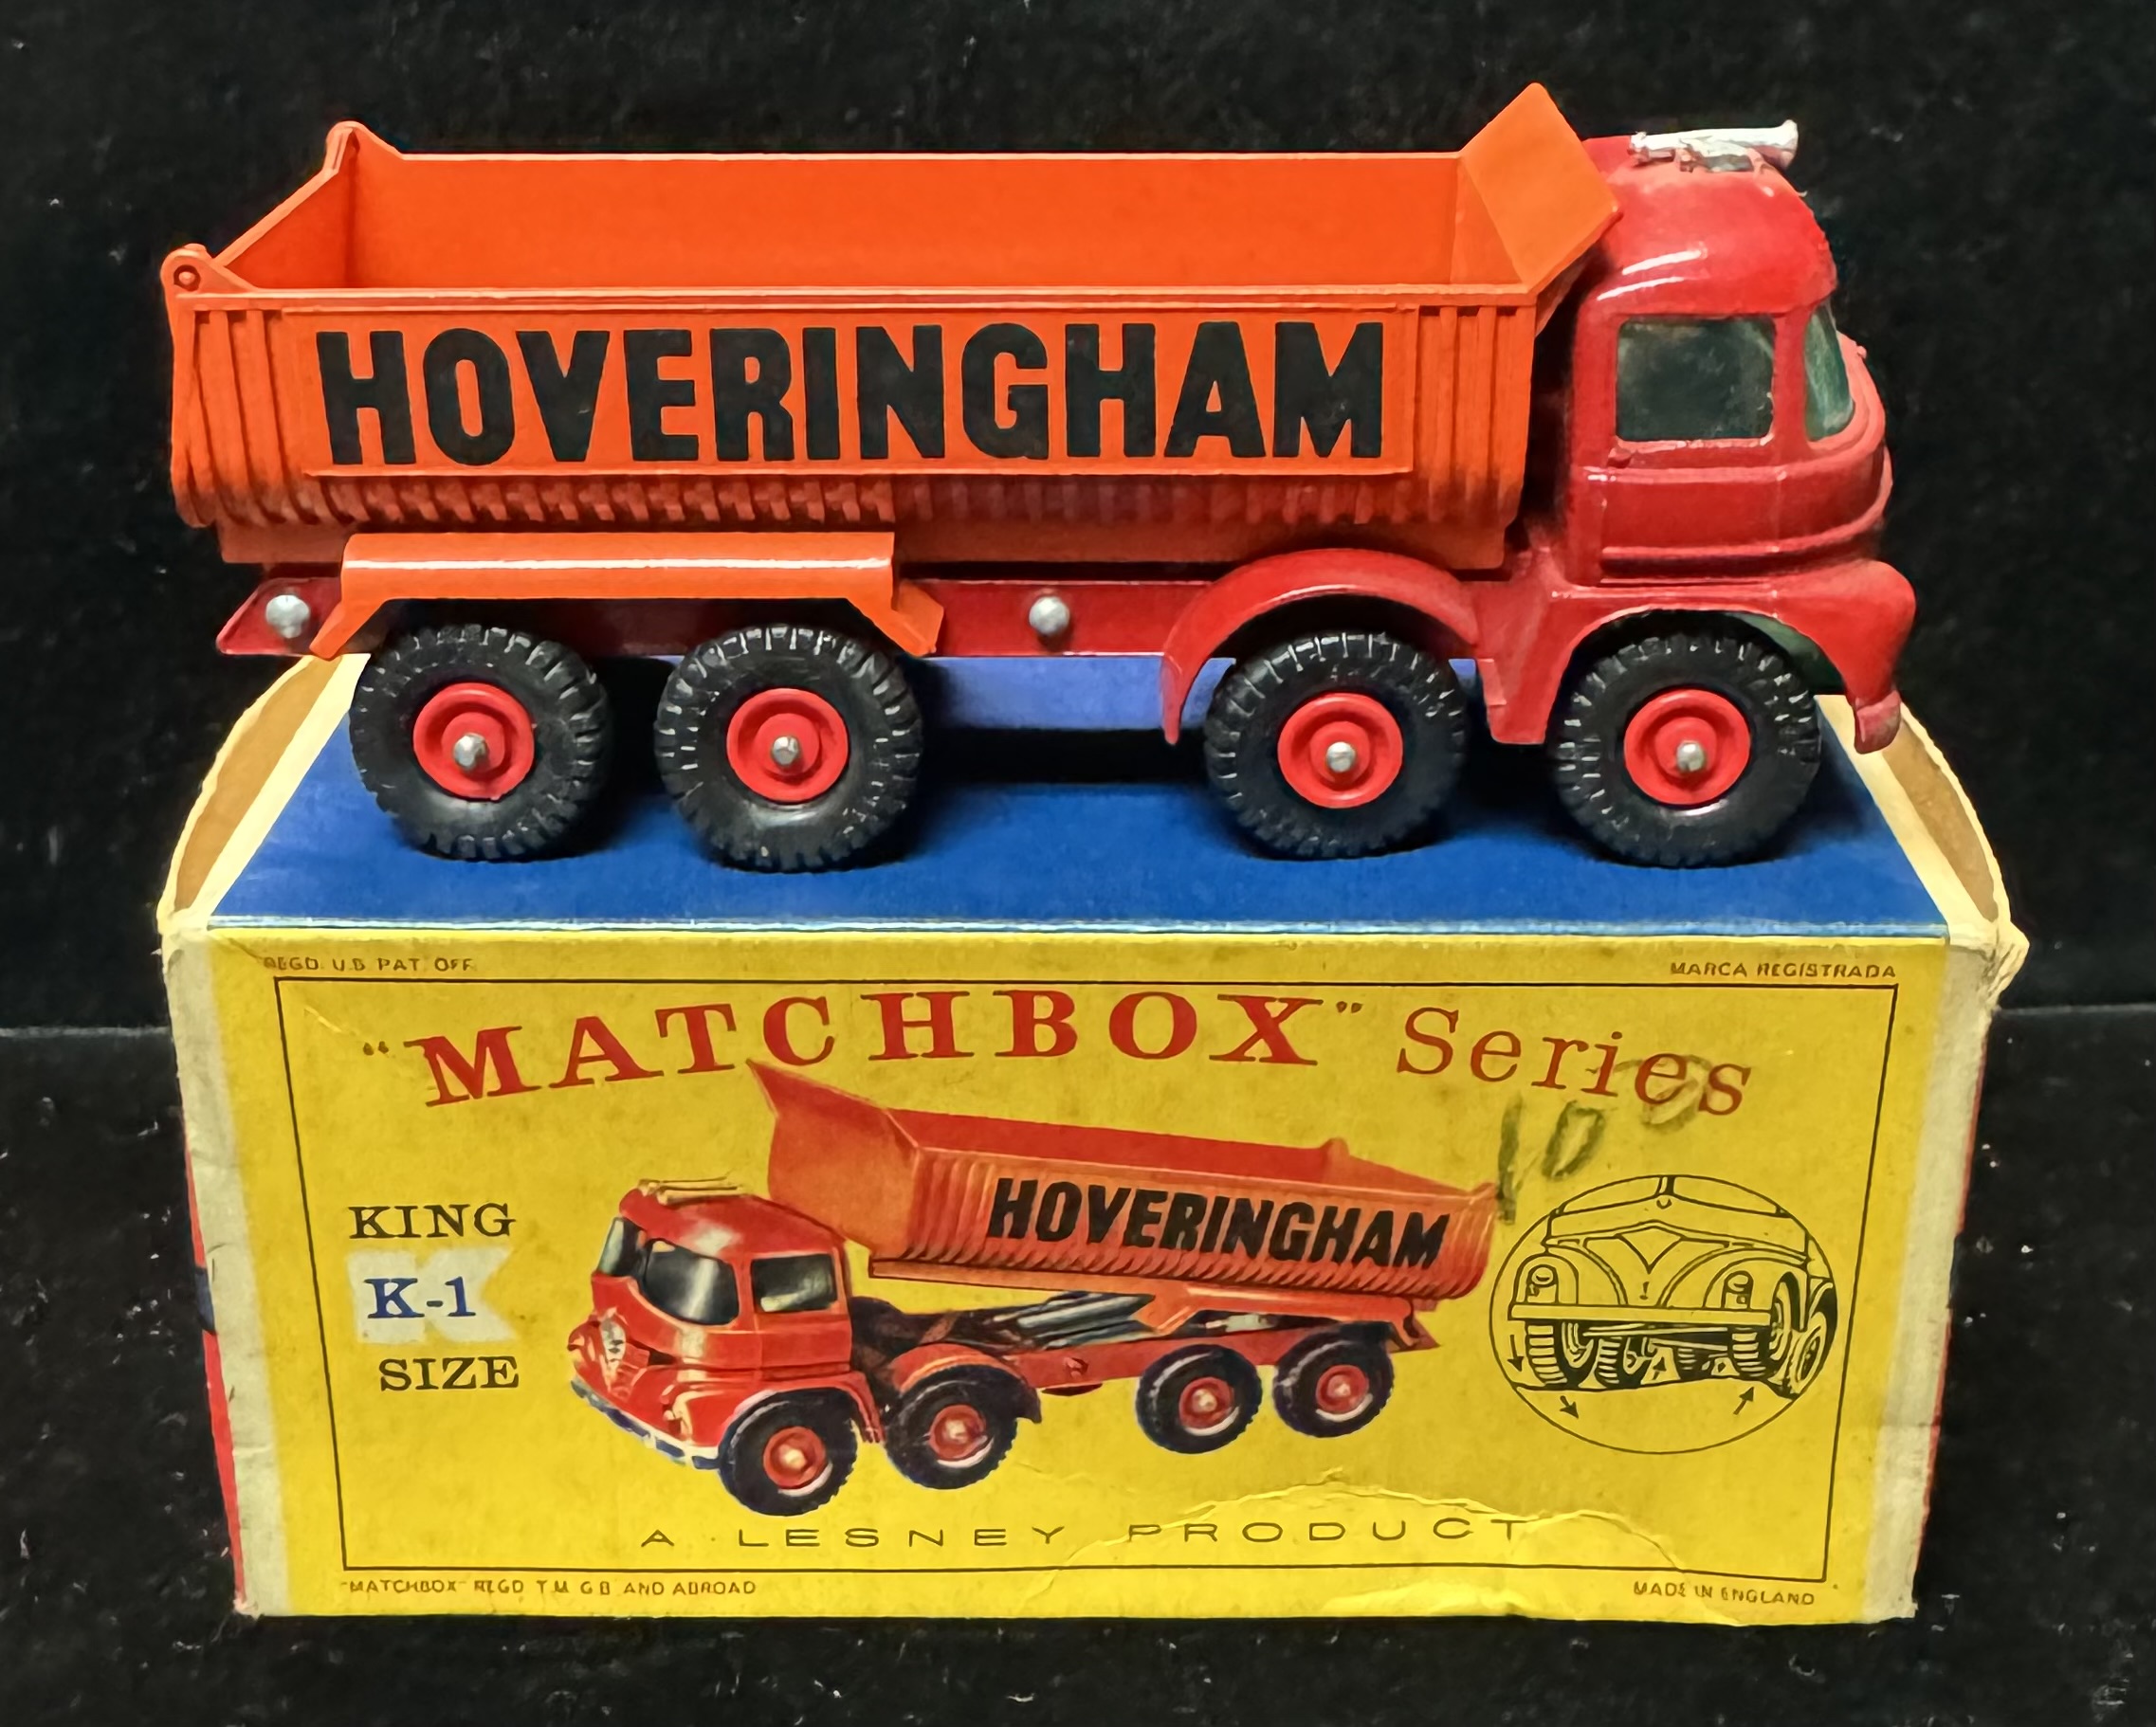 HOVERINGHAM
REGD. U.S. PAT. OFF.
MARCA REGISTRADA
"MATCHBOX" Series
100
HOVERINGHAM
KING
K-1
SIZE
A LESNEY PRODUCT
"MATCHBOX" REGD T.M. G.B. AND ABROAD
MADE IN ENGLAND